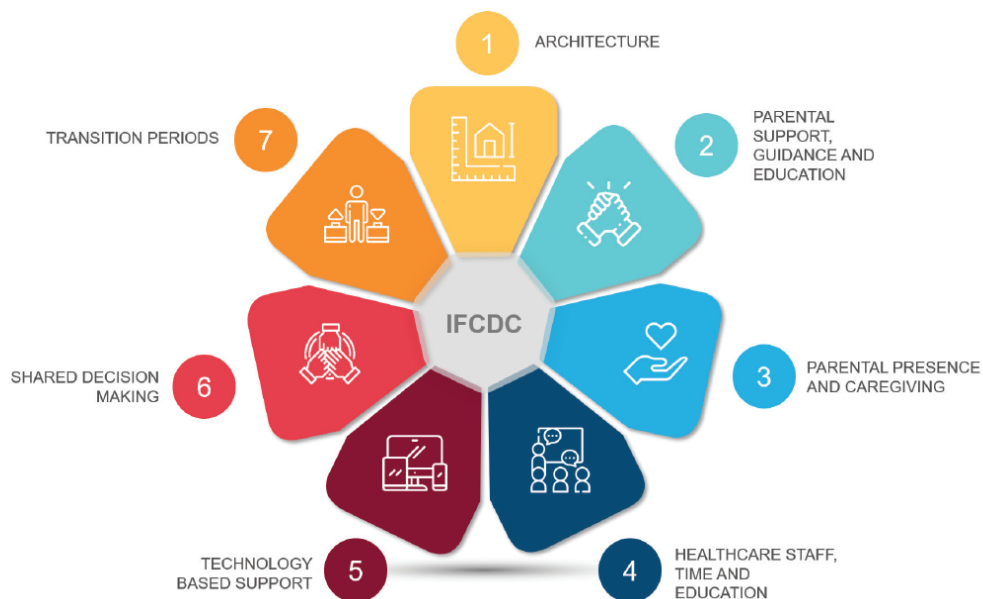 1
ARCHITECTURE
2
PARENTAL
SUPPORT,
GUIDANCE AND
EDUCATION
3
PARENTAL PRESENCE
AND CAREGIVING
4
HEALTHCARE STAFF,
TIME AND
EDUCATION
5
TECHNOLOGY
BASED SUPPORT
6
SHARED DECISION
MAKING
7
TRANSITION PERIODS
IFCDC